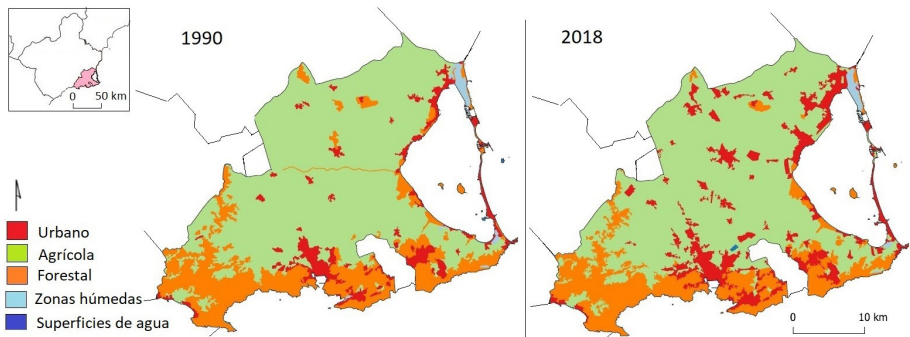 1990
2018
0 50 km
Urbano
Agrícola
Forestal
Zonas húmedas
Superficies de agua
0 10 km